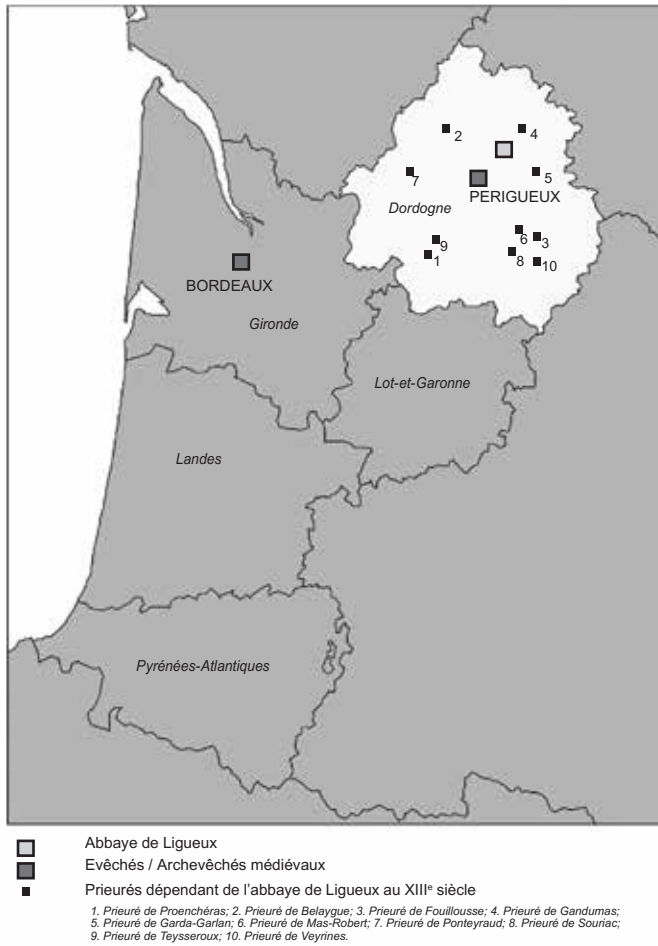 2
4
7
5
PERIGUEUX
Dordogne
6
3
9
1
8
10
BORDEAUX
Gironde
Lot-et-Garonne
Landes
Pyrénées-Atlantiques
Abbaye de Ligueux
Evêchés / Archevêchés médiévaux
Prieurés dépendant de l'abbaye de Ligueux au XIIIe siècle
1. Prieuré de Proenchéras; 2. Prieuré de Belaygue; 3. Prieuré de Fouillousse; 4. Prieuré de Gandumas;
5. Prieuré de Garda-Garlan; 6. Prieuré de Mas-Robert; 7. Prieuré de Ponteyraud; 8. Prieuré de Souriac;
9. Prieuré de Teysseroux; 10. Prieuré de Veyrines.